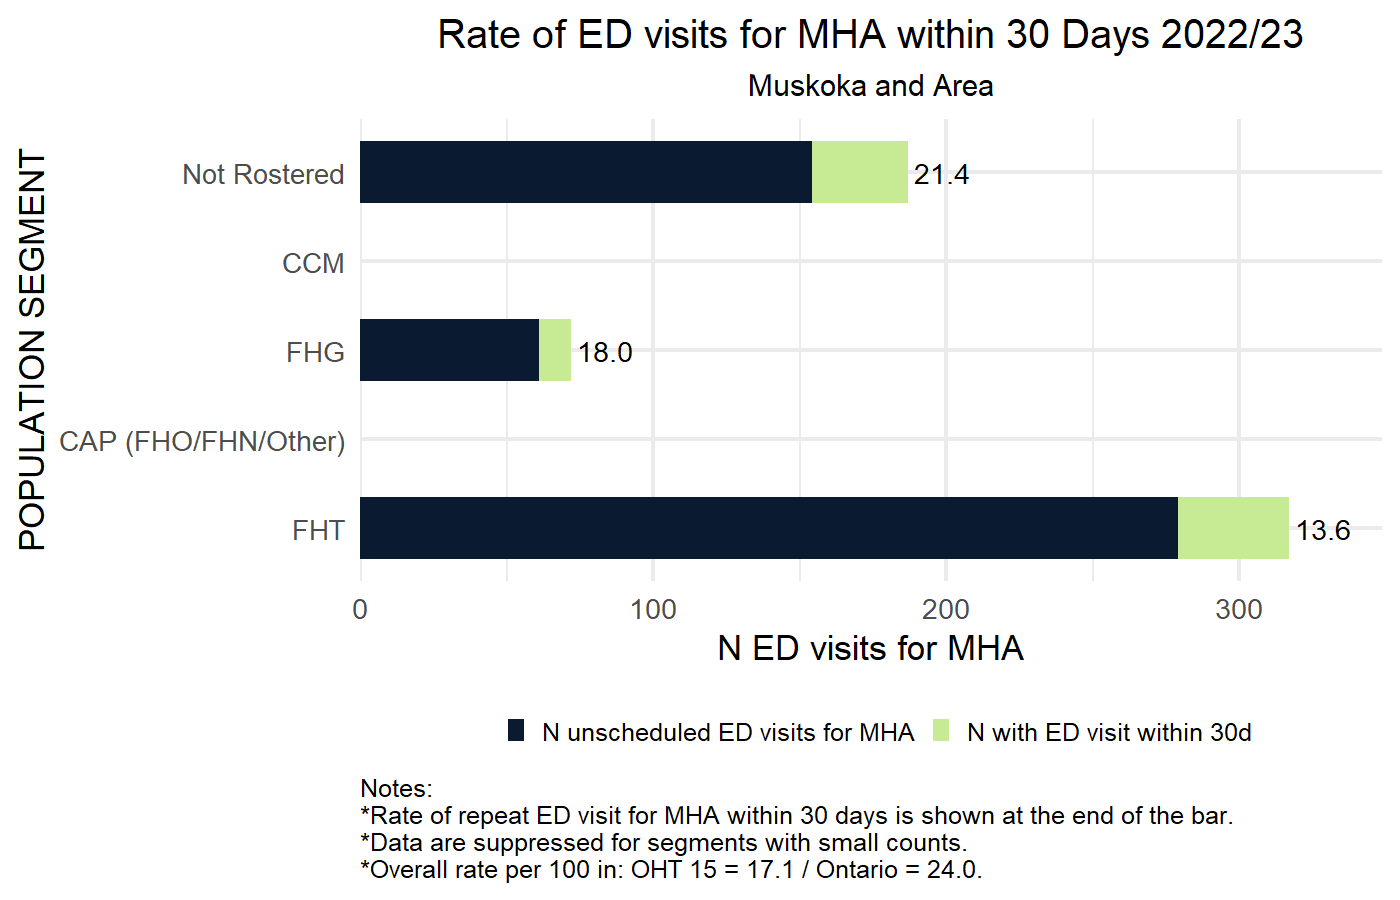 Rate of ED visits for MHA within 30 Days 2022/23
Muskoka and Area
POPULATION SEGMENT
Not Rostered
21.4
CCM
FHG
18.0
CAP (FHO/FHN/Other)
FHT
13.6
0 100 200 300
N ED visits for MHA
N unscheduled ED visits for MHA N with ED visit within 30d
Notes:
*Rate of repeat ED visit for MHA within 30 days is shown at the end of the bar.
*Data are suppressed for segments with small counts.
*Overall rate per 100 in: OHT 15 = 17.1 / Ontario = 24.0.